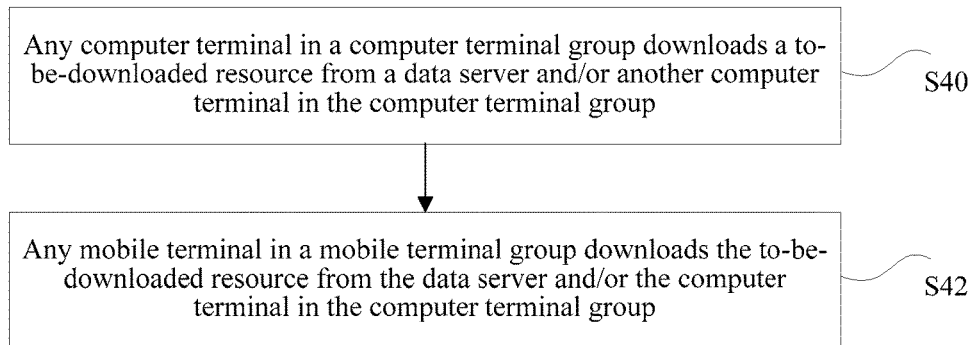 Any computer terminal in a computer terminal group downloads a to-
be-downloaded resource from a data server and/or another computer
terminal in the computer terminal group
S40
Any mobile terminal in a mobile terminal group downloads the to-be-
downloaded resource from the data server and/or the computer
terminal in the computer terminal group
S42